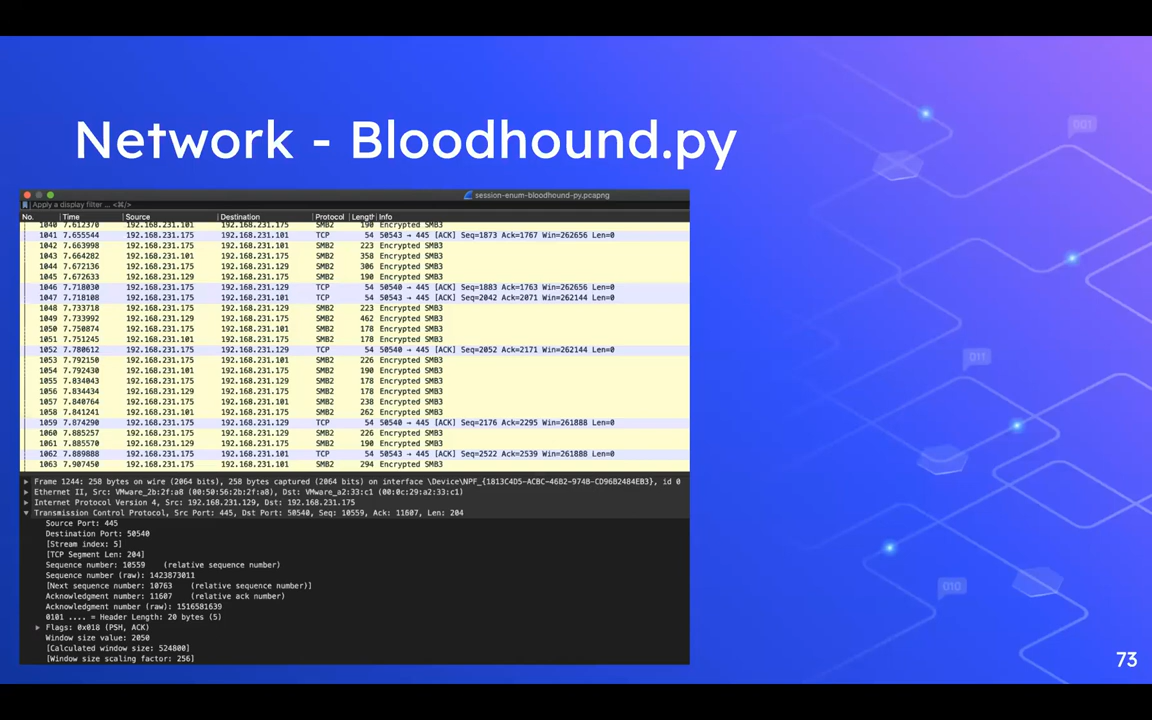 Network - Bloodhound.py
session-enum-bloodhound-py.pcapng
Apply a display filter ... <⌘/>
No. Time Source Destination Protocol Length Info
1040 7.612370 192.168.231.101 192.168.231.175 SMB2 190 Encrypted SMB3
1041 7.655544 192.168.231.175 192.168.231.101 TCP 54 50543 → 445 [ACK] Seq=1873 Ack=1767 Win=262656 Len=0
1042 7.663998 192.168.231.175 192.168.231.101 SMB2 223 Encrypted SMB3
1043 7.664282 192.168.231.101 192.168.231.175 SMB2 358 Encrypted SMB3
1044 7.672136 192.168.231.175 192.168.231.129 SMB2 306 Encrypted SMB3
1045 7.672633 192.168.231.129 192.168.231.175 SMB2 190 Encrypted SMB3
1046 7.718030 192.168.231.175 192.168.231.129 TCP 54 50540 → 445 [ACK] Seq=1883 Ack=1763 Win=262656 Len=0
1047 7.718108 192.168.231.175 192.168.231.101 TCP 54 50543 → 445 [ACK] Seq=2042 Ack=2071 Win=262144 Len=0
1048 7.733718 192.168.231.175 192.168.231.129 SMB2 223 Encrypted SMB3
1049 7.733992 192.168.231.129 192.168.231.175 SMB2 462 Encrypted SMB3
1050 7.750874 192.168.231.175 192.168.231.101 SMB2 178 Encrypted SMB3
1051 7.751245 192.168.231.101 192.168.231.175 SMB2 178 Encrypted SMB3
1052 7.780612 192.168.231.175 192.168.231.129 TCP 54 50540 → 445 [ACK] Seq=2052 Ack=2171 Win=262144 Len=0
1053 7.792150 192.168.231.175 192.168.231.101 SMB2 226 Encrypted SMB3
1054 7.792430 192.168.231.101 192.168.231.175 SMB2 190 Encrypted SMB3
1055 7.834043 192.168.231.175 192.168.231.129 SMB2 178 Encrypted SMB3
1056 7.834434 192.168.231.129 192.168.231.175 SMB2 178 Encrypted SMB3
1057 7.840764 192.168.231.175 192.168.231.101 SMB2 238 Encrypted SMB3
1058 7.841241 192.168.231.101 192.168.231.175 SMB2 262 Encrypted SMB3
1059 7.874290 192.168.231.175 192.168.231.129 TCP 54 50540 → 445 [ACK] Seq=2176 Ack=2295 Win=261888 Len=0
1060 7.885257 192.168.231.175 192.168.231.129 SMB2 226 Encrypted SMB3
1061 7.885570 192.168.231.129 192.168.231.175 SMB2 190 Encrypted SMB3
1062 7.889888 192.168.231.175 192.168.231.101 TCP 54 50543 → 445 [ACK] Seq=2522 Ack=2539 Win=261888 Len=0
1063 7.907450 192.168.231.175 192.168.231.101 SMB2 294 Encrypted SMB3
Frame 1244: 258 bytes on wire (2064 bits), 258 bytes captured (2064 bits) on interface \Device\NPF_{1813C4D5-ACBC-46B2-974B-CD96B2484EB3}, id 0
Ethernet II, Src: VMware_2b:2f:a8 (00:50:56:2b:2f:a8), Dst: VMware_a2:33:c1 (00:0c:29:a2:33:c1)
Internet Protocol Version 4, Src: 192.168.231.129, Dst: 192.168.231.175
Transmission Control Protocol, Src Port: 445, Dst Port: 50540, Seq: 10559, Ack: 11607, Len: 204
Source Port: 445
Destination Port: 50540
[Stream index: 5]
[TCP Segment Len: 204]
Sequence number: 10559 (relative sequence number)
Sequence number (raw): 1423873011
[Next sequence number: 10763 (relative sequence number)]
Acknowledgment number: 11607 (relative ack number)
Acknowledgment number (raw): 1516581639
0101 .... = Header Length: 20 bytes (5)
Flags: 0x018 (PSH, ACK)
Window size value: 2050
[Calculated window size: 524800]
[Window size scaling factor: 256]
001
011
010
73